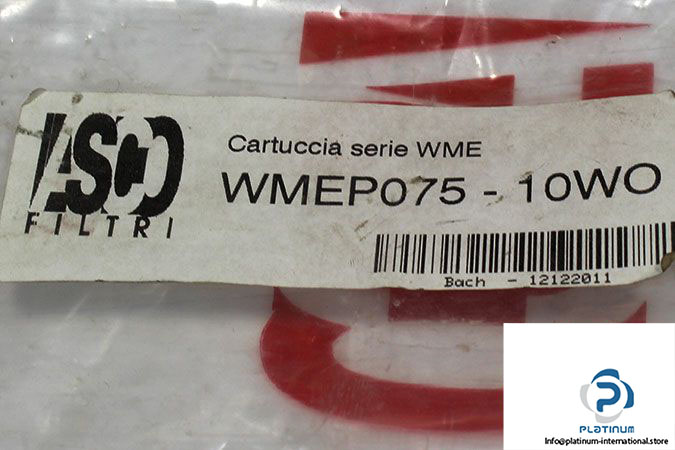 ASCO
FILTRI
Cartuccia serie WME
WMEP075 - 10WO
Bach - 12122011
PLATINUM
Info@platinum-international.store